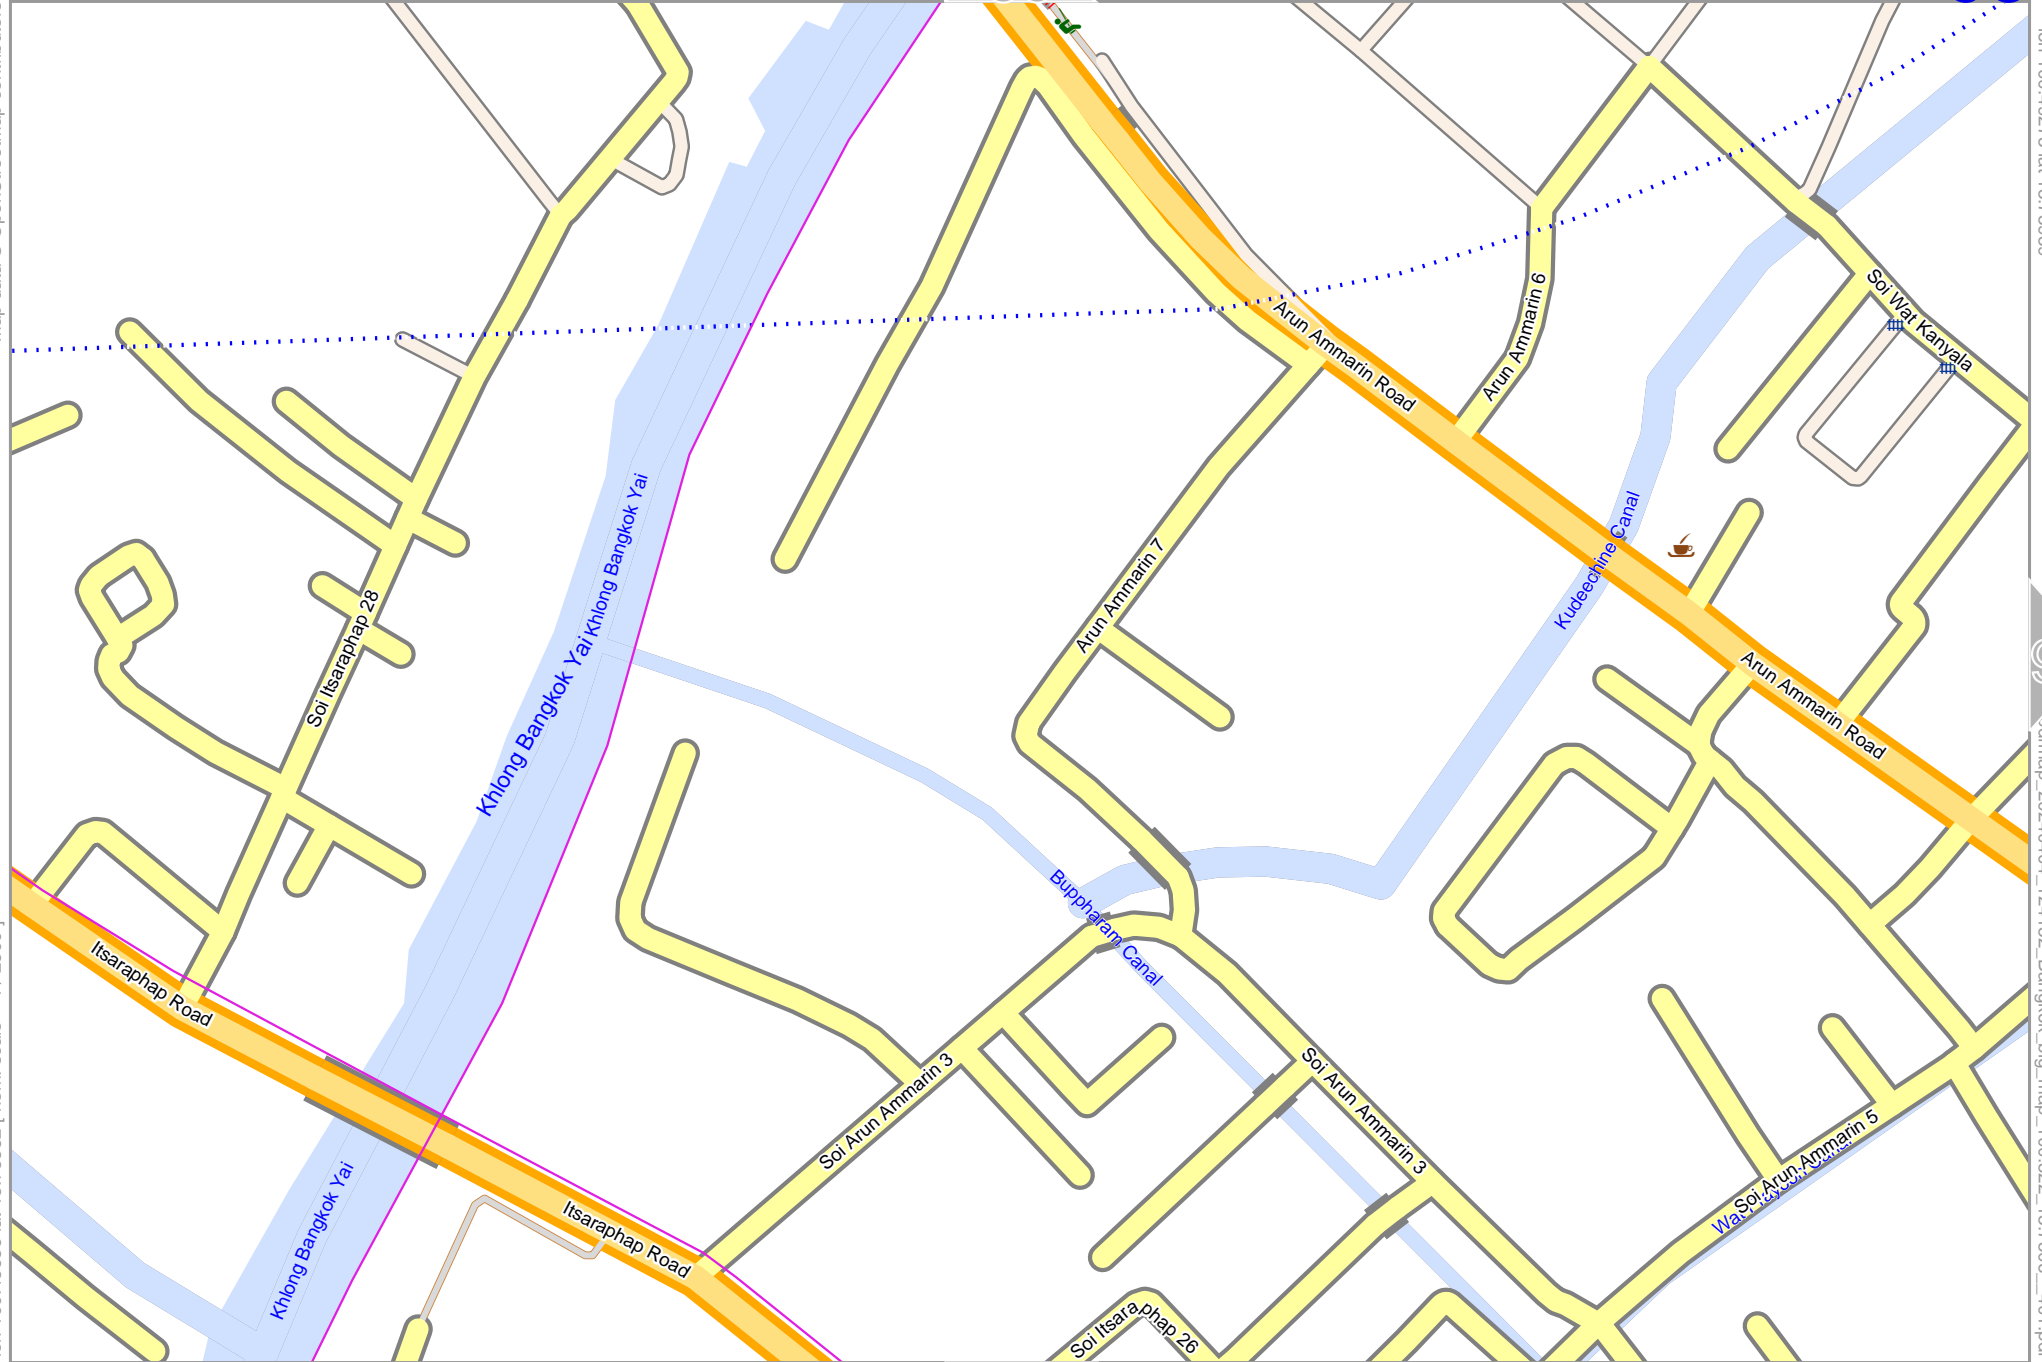 Arun Ammarin 6
Soi Wat Kanyala
Arun Ammarin Road
Khlong Bangkok Yai
Kudeechine Canal
Arun Ammarin 7
Soi Itsaraphap 28
Khlong Bangkok Yai
Arun Ammarin Road
Buppharam Canal
Itsaraphap Road
Soi Arun Ammarin 3
Soi Arun Ammarin 3
Soi Arun Ammarin 5
Khlong Bangkok Yai
Itsaraphap Road
Soi Itsara phap 26